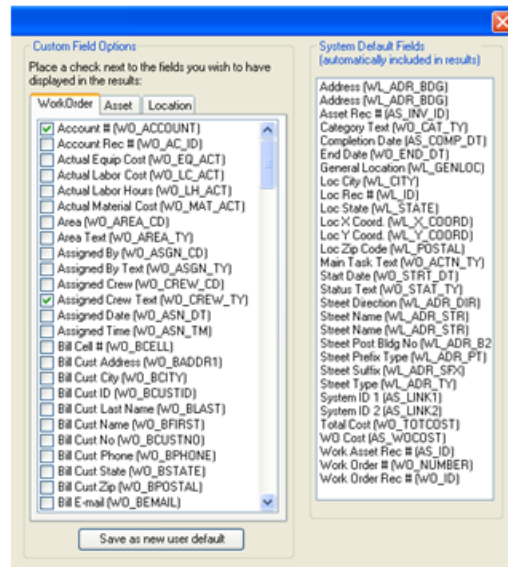 Custom Field Options
Place a check next to the fields you wish to have
displayed in the results:
WorkOrder Asset Location
Account # (WO_ACCOUNT)
Account Rec # (WO_AC_ID)
Actual Equip Cost (WO_EQ_ACT)
Actual Labor Cost (WO_LC_ACT)
Actual Labor Hours (WO_LH_ACT)
Actual Material Cost (WO_MAT_ACT)
Area (WO_AREA_CD)
Area Text (WO_AREA_TY)
Assigned By (WO_ASGN_CD)
Assigned By Text (WO_ASGN_TY)
Assigned Crew (WO_CREW_CD)
Assigned Crew Text (WO_CREW_TY)
Assigned Date (WO_ASN_DT)
Assigned Time (WO_ASN_TM)
Bill Cell # (WO_BCELL)
Bill Cust Address (WO_BADDR1)
Bill Cust City (WO_BCITY)
Bill Cust ID (WO_BCUSTID)
Bill Cust Last Name (WO_BLAST)
Bill Cust Name (WO_BFIRST)
Bill Cust No (WO_BCUSTNO)
Bill Cust Phone (WO_BPHONE)
Bill Cust State (WO_BSTATE)
Bill Cust Zip (WO_BPOSTAL)
Bill E-mail (WO_BEMAIL)
Save as new user default
System Default Fields
(automatically included in results)
Address (WL_ADR_BDG)
Address (WL_ADR_BDG)
Asset Rec # (AS_INV_ID)
Category Text (WO_CAT_TY)
Completion Date (AS_COMP_DT)
End Date (WO_END_DT)
General Location (WL_GENLOC)
Loc City (WL_CITY)
Loc Rec # (WL_ID)
Loc State (WL_STATE)
Loc X Coord. (WL_X_COORD)
Loc Y Coord. (WL_Y_COORD)
Loc Zip Code (WL_POSTAL)
Main Task Text (WO_ACTN_TY)
Start Date (WO_STRT_DT)
Status Text (WO_STAT_TY)
Street Direction (WL_ADR_DIR)
Street Name (WL_ADR_STR)
Street Name (WL_ADR_STR)
Street Post Bldg No (WL_ADR_B2
Street Prefix Type (WL_ADR_PT)
Street Suffix (WL_ADR_SFX)
Street Type (WL_ADR_TY)
System ID 1 (AS_LINK1)
System ID 2 (AS_LINK2)
Total Cost (WO_TOTCOST)
WO Cost (AS_WOCOST)
Work Asset Rec # (AS_ID)
Work Order # (WO_NUMBER)
Work Order Rec # (WO_ID)